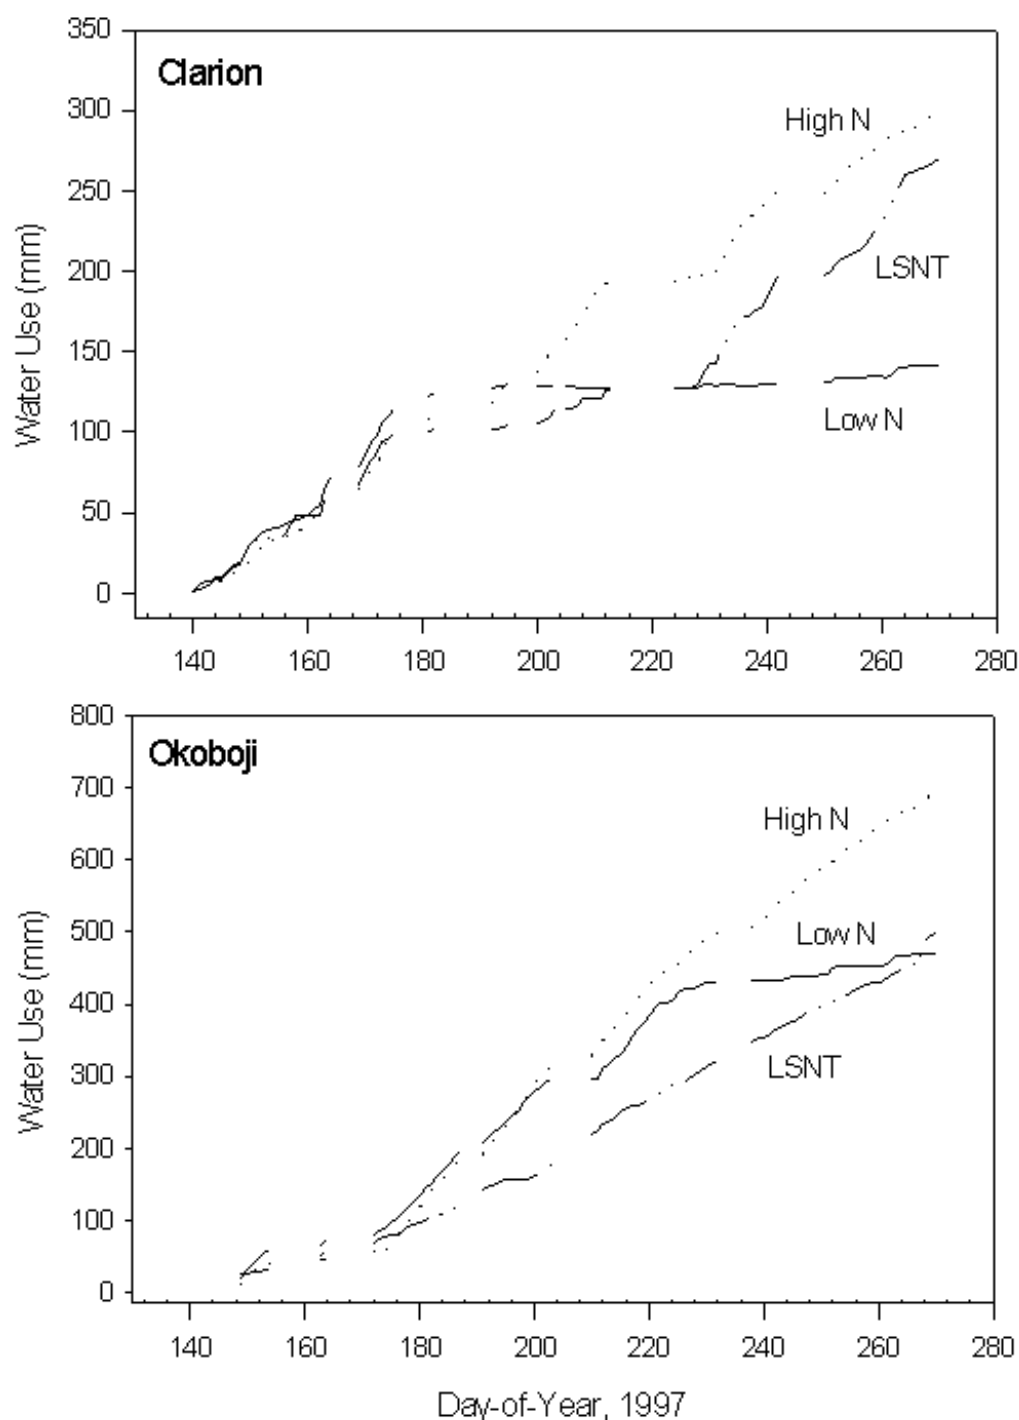 350
Clarion
300
High N
250
LSNT
200
150
Low N
100
50
0
Water Use (mm)
140 160 180 200 220 240 260 280
800
Okoboji
700
High N
600
500
Low N
400
300
LSNT
200
100
0
Water Use (mm)
140 160 180 200 220 240 260 280
Day-of-Year, 1997